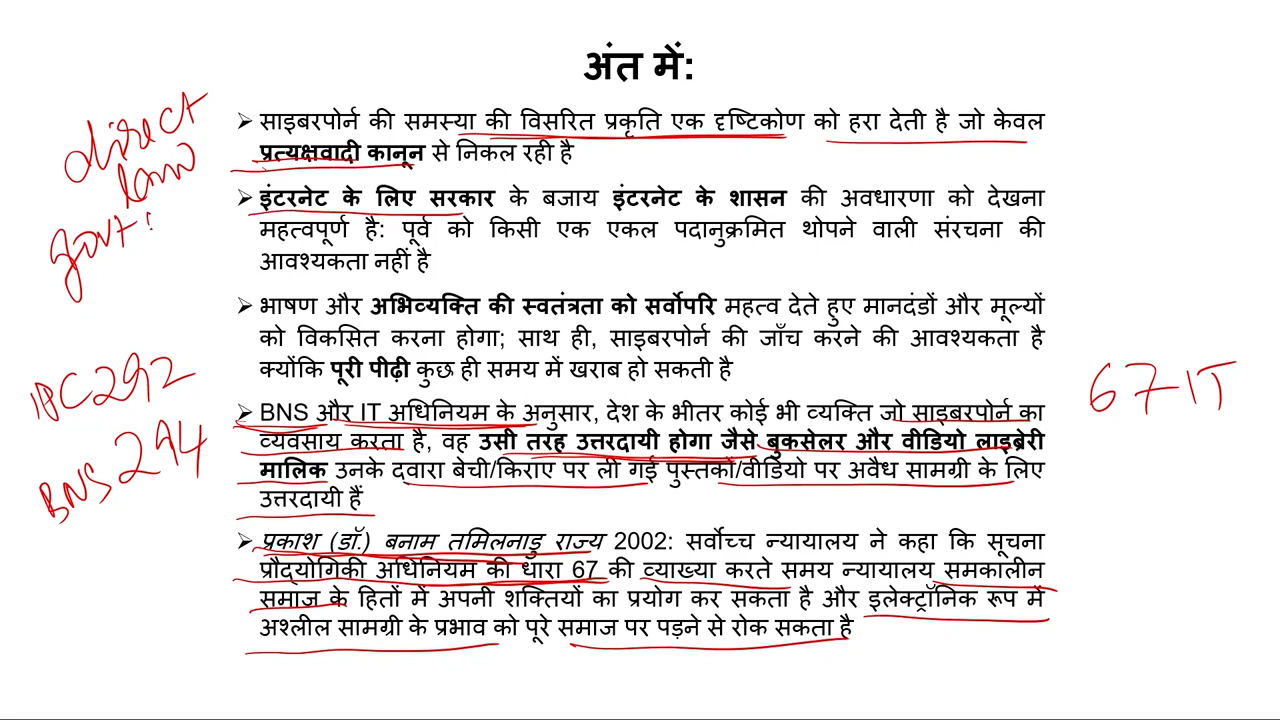 अंत में:
➢ साइबरपोर्न की समस्या की विसरित प्रकृति एक दृष्टिकोण को हरा देती है जो केवल
प्रत्यक्षवादी कानून से निकल रही है
➢ इंटरनेट के लिए सरकार के बजाय इंटरनेट के शासन की अवधारणा को देखना
महत्वपूर्ण है: पूर्व को किसी एक एकल पदानुक्रमित थोपने वाली संरचना की
आवश्यकता नहीं है
➢ भाषण और अभिव्यक्ति की स्वतंत्रता को सर्वोपरि महत्व देते हुए मानदंडों और मूल्यों
को विकसित करना होगा; साथ ही, साइबरपोर्न की जाँच करने की आवश्यकता है
क्योंकि पूरी पीढ़ी कुछ ही समय में खराब हो सकती है
➢ BNS और IT अधिनियम के अनुसार, देश के भीतर कोई भी व्यक्ति जो साइबरपोर्न का
व्यवसाय करता है, वह उसी तरह उत्तरदायी होगा जैसे बुकसेलर और वीडियो लाइब्रेरी
मालिक उनके द्वारा बेची/किराए पर ली गई पुस्तकों/वीडियो पर अवैध सामग्री के लिए
उत्तरदायी हैं
➢ प्रकाश (डॉ.) बनाम तमिलनाडु राज्य 2002: सर्वोच्च न्यायालय ने कहा कि सूचना
प्रौद्योगिकी अधिनियम की धारा 67 की व्याख्या करते समय न्यायालय समकालीन
समाज के हितों में अपनी शक्तियों का प्रयोग कर सकता है और इलेक्ट्रॉनिक रूप में
अश्लील सामग्री के प्रभाव को पूरे समाज पर पड़ने से रोक सकता है
direct
law
govt.
IPC 292
BNS 294
67 IT